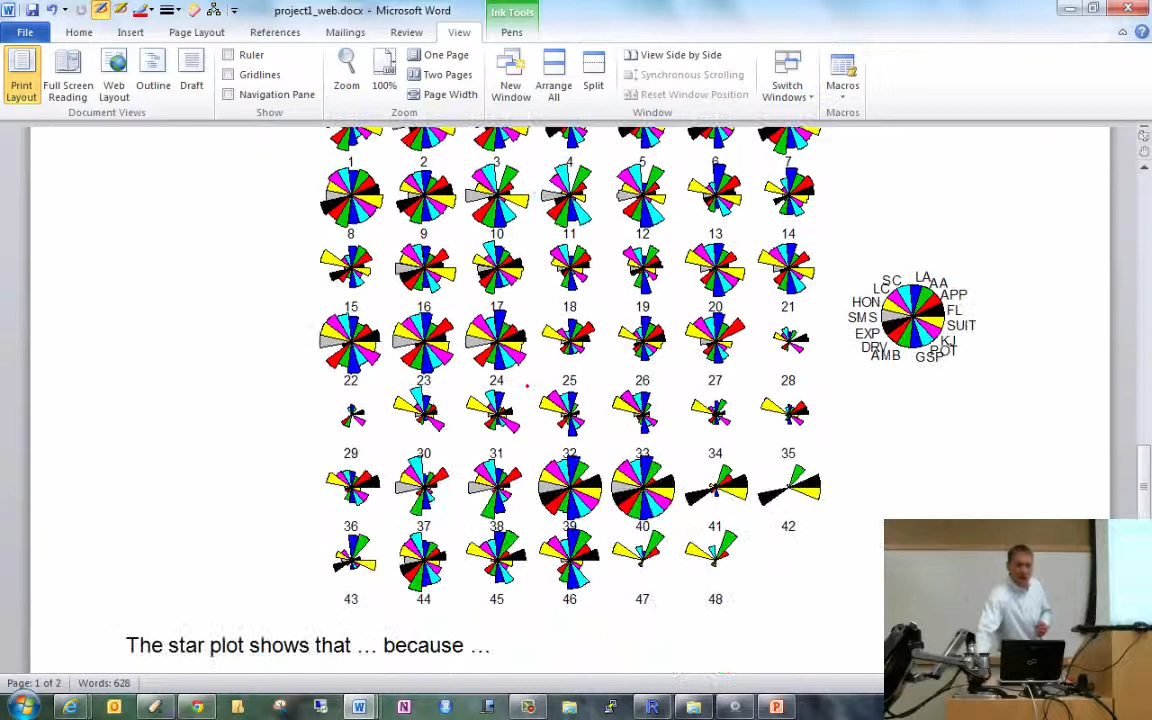 project1_web.docx - Microsoft Word
Ink Tools
File Home Insert Page Layout References Mailings Review View Pens
Print Layout
Full Screen Reading
Web Layout
Outline
Draft
Document Views
Ruler
Gridlines
Navigation Pane
Show
Zoom
100%
One Page
Two Pages
Page Width
Zoom
New Window
Arrange All
Split
View Side by Side
Synchronous Scrolling
Reset Window Position
Window
Switch Windows
Macros
Macros
1 2 3 4 5 6 7
8 9 10 11 12 13 14
15 16 17 18 19 20 21
22 23 24 25 26 27 28
29 30 31 32 33 34 35
36 37 38 39 40 41 42
43 44 45 46 47 48
LA
AA
APP
FL
SUIT
KJ
POT
GSP
AMB
DRV
EXP
SMS
HON
LC
SC
The star plot shows that … because …
Page: 1 of 2 Words: 628